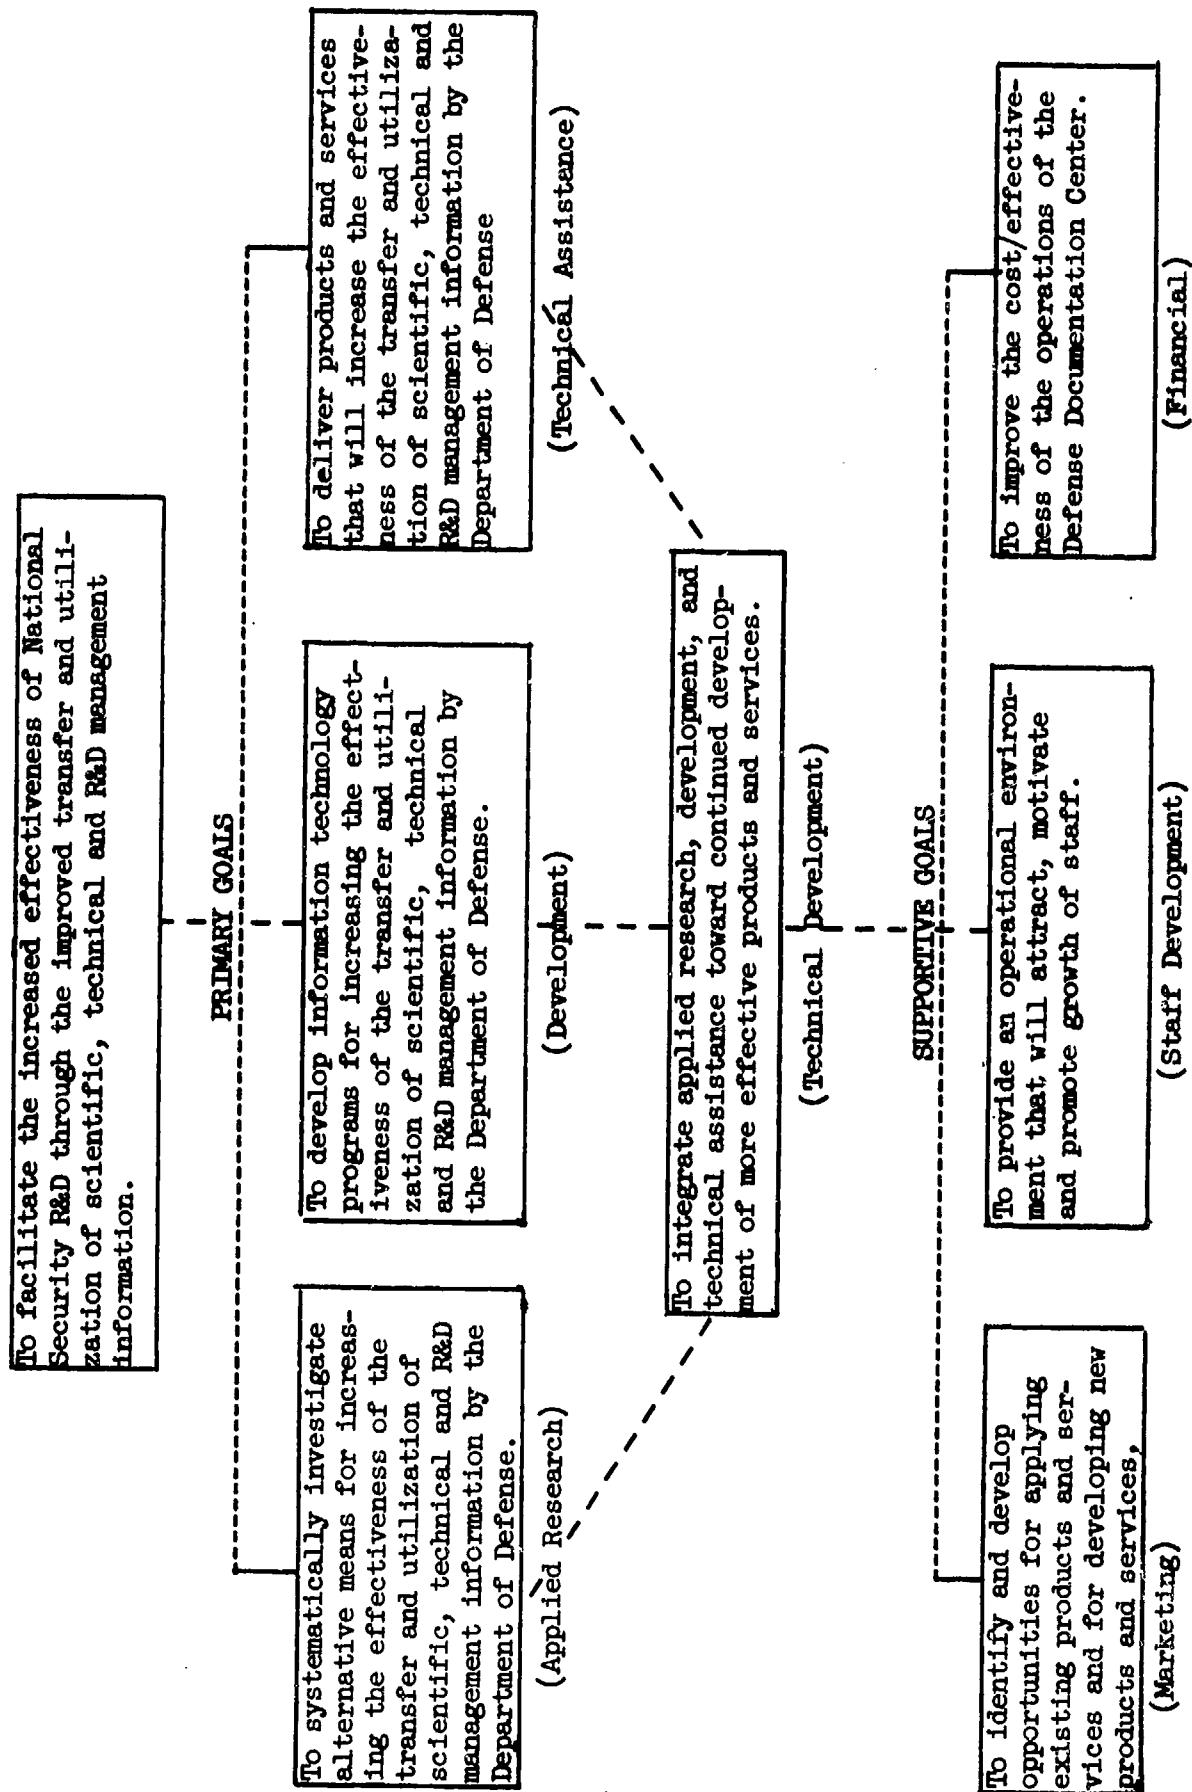 To facilitate the increased effectiveness of National
Security R&D through the improved transfer and utili-
zation of scientific, technical and R&D management
information.
PRIMARY GOALS
To systematically investigate
alternative means for increas-
ing the effectiveness of the
transfer and utilization of
scientific, technical and R&D
management information by the
Department of Defense.
(Applied Research)
To develop information technology
programs for increasing the effect-
iveness of the transfer and utili-
zation of scientific, technical
and R&D management information by
the Department of Defense.
(Development)
To deliver products and services
that will increase the effective-
ness of the transfer and utiliza-
tion of scientific, technical and
R&D management information by the
Department of Defense
(Technical Assistance)
To integrate applied research, development, and
technical assistance toward continued develop-
ment of more effective products and services.
(Technical Development)
SUPPORTIVE GOALS
To identify and develop
opportunities for applying
existing products and ser-
vices and for developing new
products and services,
(Marketing)
To provide an operational environ-
ment that will attract, motivate
and promote growth of staff.
(Staff Development)
To improve the cost/effective-
ness of the operations of the
Defense Documentation Center.
(Financial)